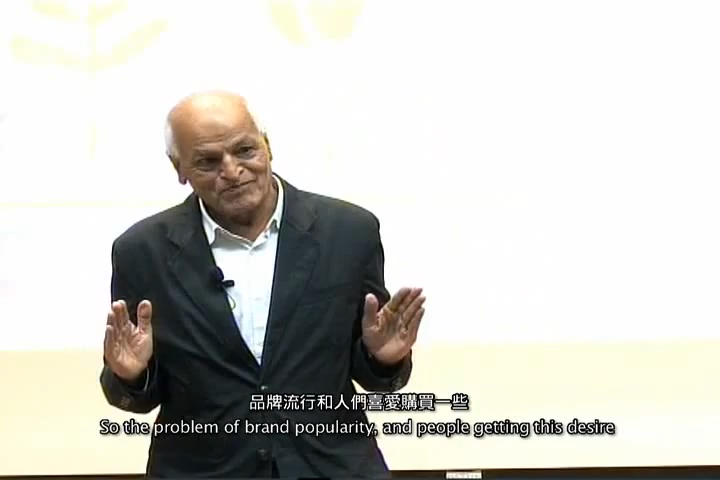 品牌流行和人們喜愛購買一些
So the problem of brand popularity, and people getting this desire